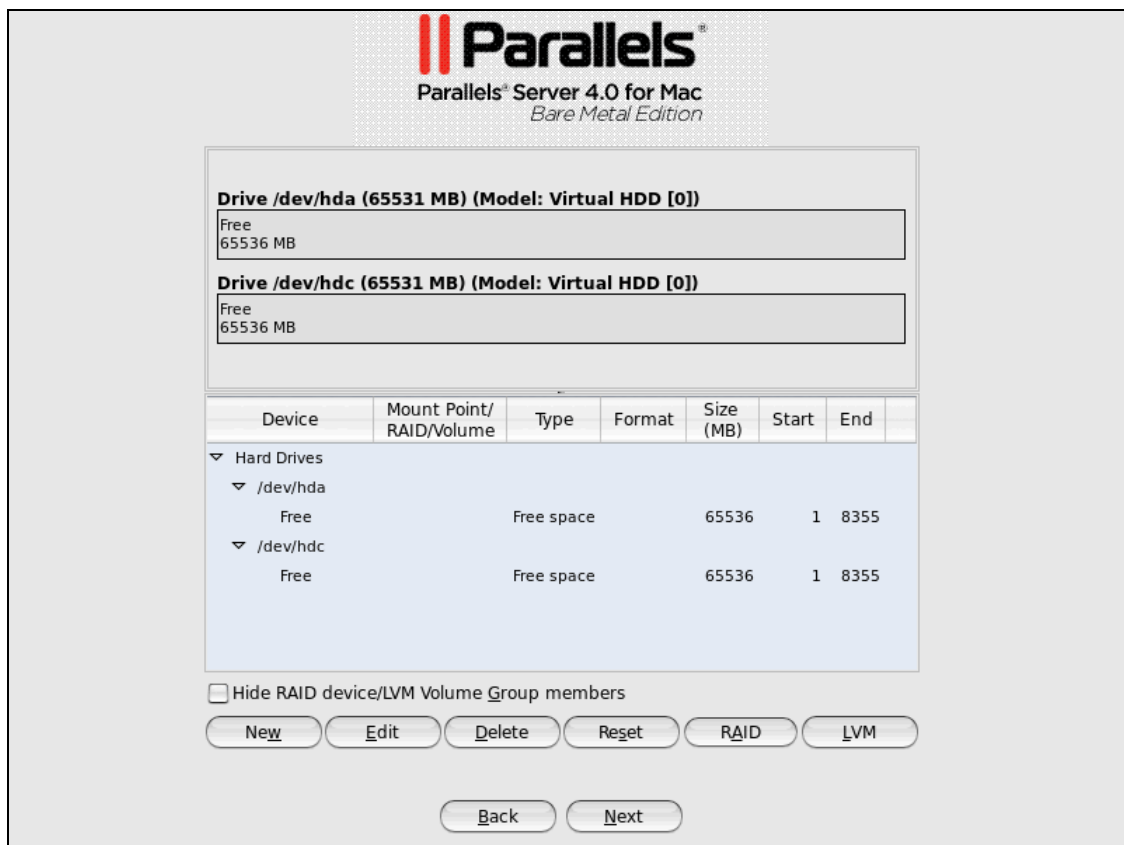 Parallels®
Parallels® Server 4.0 for Mac
Bare Metal Edition
Drive /dev/hda (65531 MB) (Model: Virtual HDD [0])
Free
65536 MB
Drive /dev/hdc (65531 MB) (Model: Virtual HDD [0])
Free
65536 MB
Device Mount Point/ RAID/Volume Type Format Size (MB) Start End
Hard Drives
/dev/hda
Free Free space 65536 1 8355
/dev/hdc
Free Free space 65536 1 8355
Hide RAID device/LVM Volume Group members
New Edit Delete Reset RAID LVM
Back Next